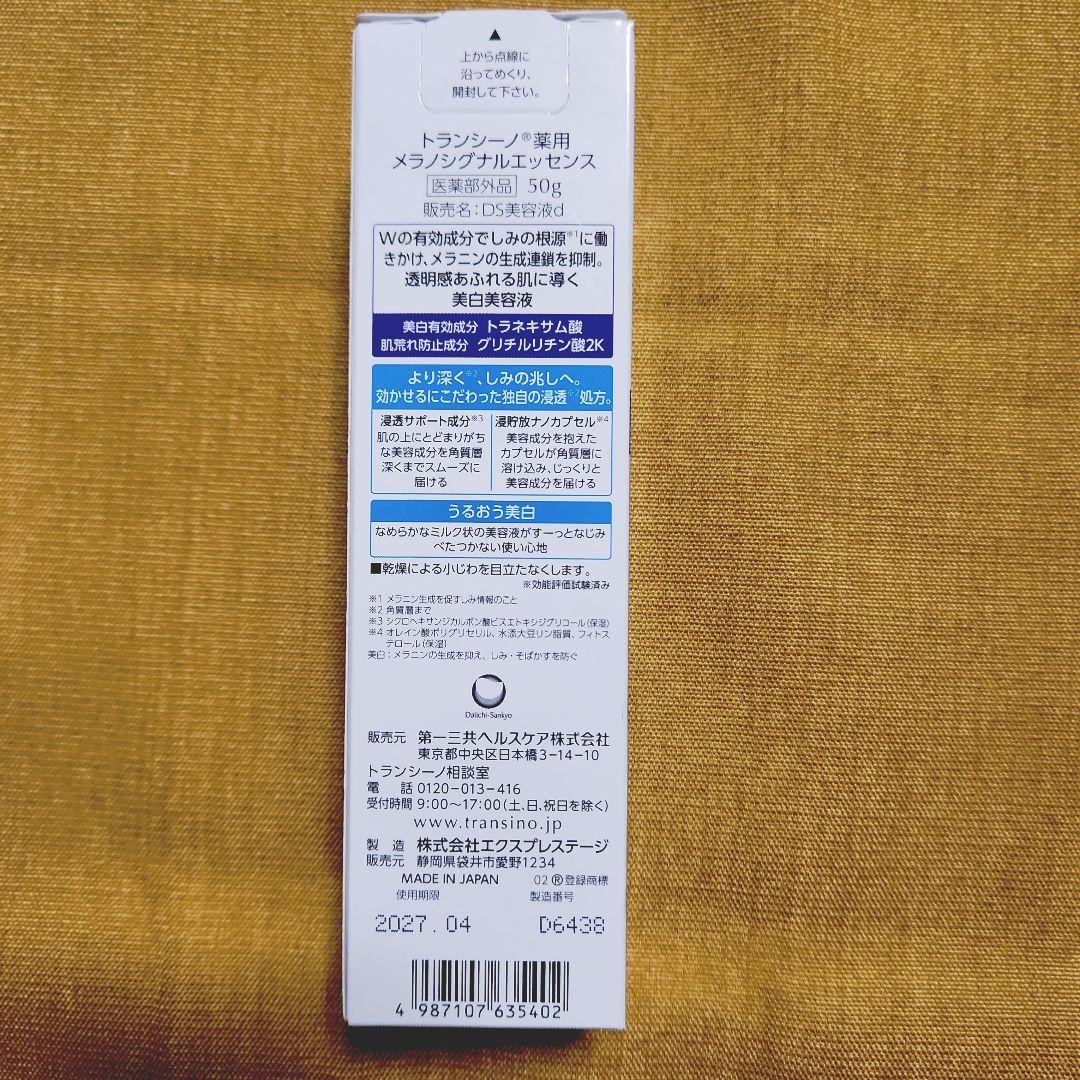 ▲
上から点線に
沿ってめくり、
開封して下さい。
トランシーノ®薬用
メラノシグナルエッセンス
医薬部外品 50g
販売名：DS美容液d
Wの有効成分でしみの根源※1に働
きかけ、メラニンの生成連鎖を抑制。
透明感あふれる肌に導く
美白美容液
美白有効成分 トラネキサム酸
肌荒れ防止成分 グリチルリチン酸2K
より深く※2、しみの兆しへ。
効かせるにこだわった独自の浸透※2処方。
浸透サポート成分※3
肌の上にとどまりがち
な美容成分を角質層
深くまでスムーズに
届ける
浸貯放ナノカプセル※4
美容成分を抱えた
カプセルが角質層に
溶け込み、じっくりと
美容成分を届ける
うるおう美白
なめらかなミルク状の美容液がすーっとなじみ
べたつかない使い心地
■乾燥による小じわを目立たなくします。
※効能評価試験済み
※1 メラニン生成を促すしみ情報のこと
※2 角質層まで
※3 シクロヘキサンジカルボン酸ビスエトキシジグリコール（保湿）
※4 オレイン酸ポリグリセリル、水添大豆リン脂質、フィトス
テロール（保湿）
美白：メラニンの生成を抑え、しみ・そばかすを防ぐ
Daiichi-Sankyo
販売元 第一三共ヘルスケア株式会社
東京都中央区日本橋3-14-10
トランシーノ相談室
電 話 0120-013-416
受付時間 9:00〜17:00（土、日、祝日を除く）
www.transino.jp
製 造 株式会社エクスプレステージ
販売元 静岡県袋井市愛野1234
MADE IN JAPAN 02 ®登録商標
使用期限 製造番号
2027.04 D6438
4 987107 635402